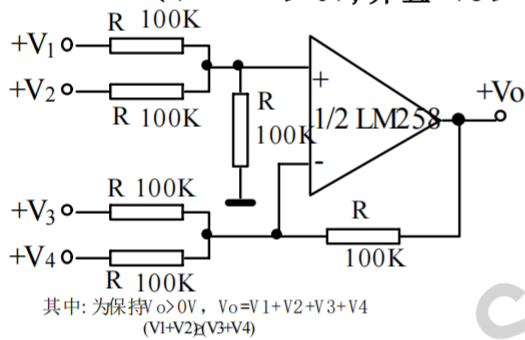 R 100K
+V1
+V2
R 100K
R
100K
+
1/2 LM258
-
+Vo
R 100K
+V3
+V4
R 100K
R
100K
其中: 为保持Vo>0V, Vo=V1+V2+V3+V4
(V1+V2)≥(V3+V4)